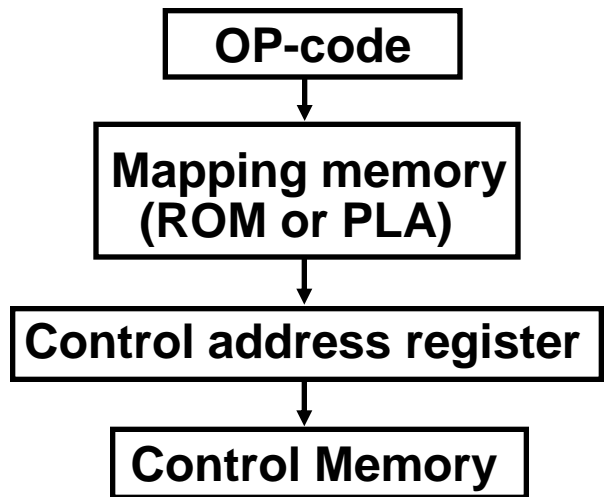 OP-code
Mapping memory
(ROM or PLA)
Control address register
Control Memory